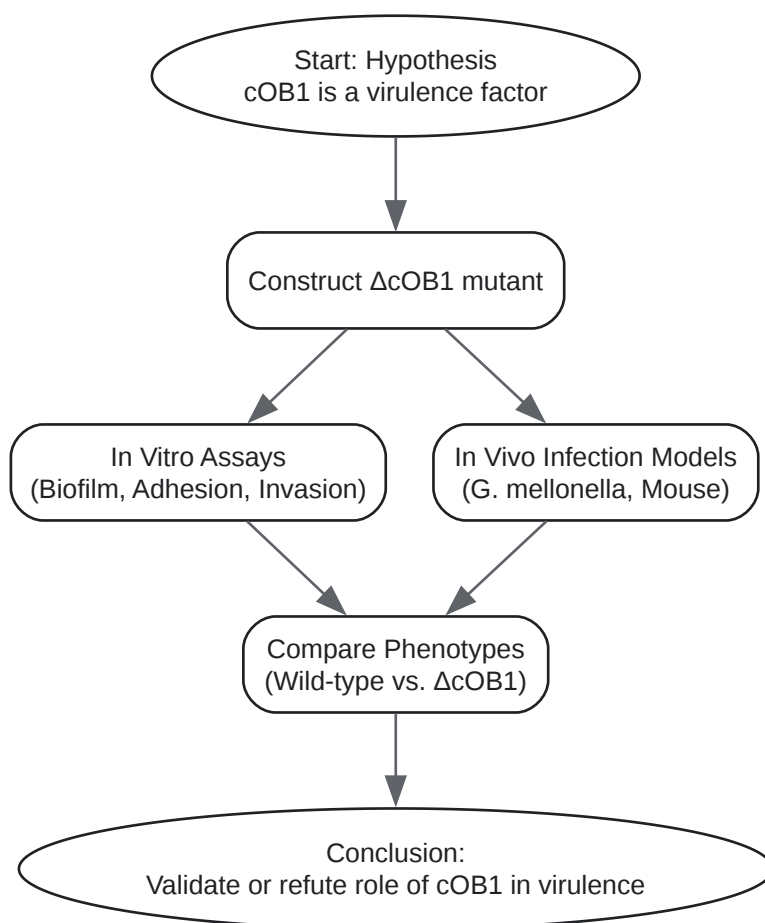 Start: Hypothesis
cOB1 is a virulence factor
Construct ΔcOB1 mutant
In Vitro Assays
(Biofilm, Adhesion, Invasion)
In Vivo Infection Models
(G. mellonella, Mouse)
Compare Phenotypes
(Wild-type vs. ΔcOB1)
Conclusion:
Validate or refute role of cOB1 in virulence